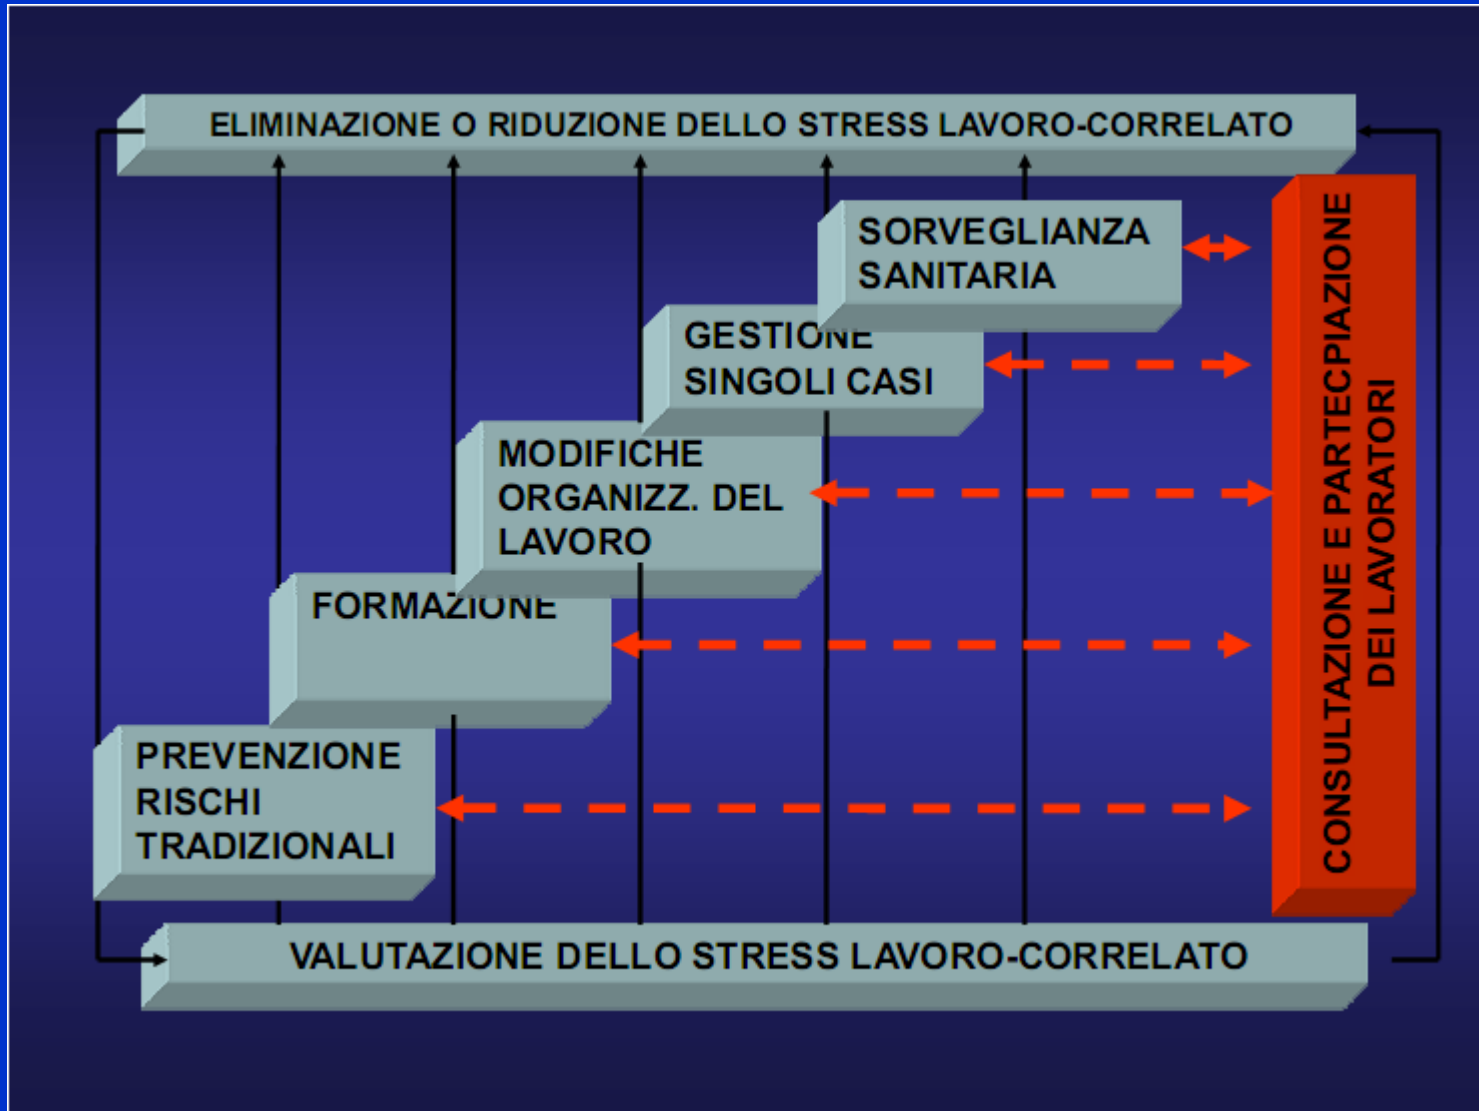 ELIMINAZIONE O RIDUZIONE DELLO STRESS LAVORO-CORRELATO
SORVEGLIANZA
SANITARIA
GESTIONE
SINGOLI CASI
MODIFICHE
ORGANIZZ. DEL
LAVORO
FORMAZIONE
PREVENZIONE
RISCHI
TRADIZIONALI
CONSULTAZIONE E PARTECPIAZIONE
DEI LAVORATORI
VALUTAZIONE DELLO STRESS LAVORO-CORRELATO